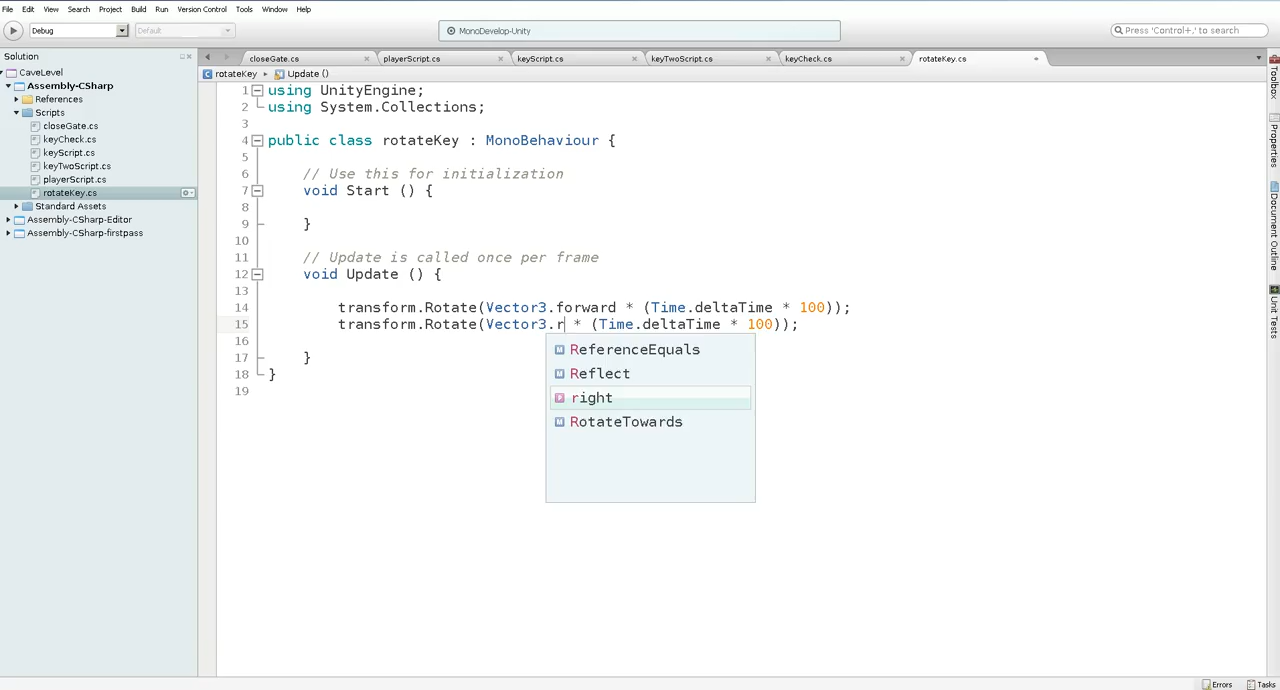 File Edit View Search Project Build Run Version Control Tools Window Help
Debug Default MonoDevelop-Unity Press 'Control+,' to search
Solution
closeGate.cs playerScript.cs keyScript.cs keyTwoScript.cs keyCheck.cs rotateKey.cs
rotateKey Update ()
CaveLevel
Assembly-CSharp
References
Scripts
closeGate.cs
keyCheck.cs
keyScript.cs
keyTwoScript.cs
playerScript.cs
rotateKey.cs
Standard Assets
Assembly-CSharp-Editor
Assembly-CSharp-firstpass
1 using UnityEngine;
2 using System.Collections;
3
4 public class rotateKey : MonoBehaviour {
5
6 // Use this for initialization
7 void Start () {
8
9 }
10
11 // Update is called once per frame
12 void Update () {
13
14 transform.Rotate(Vector3.forward * (Time.deltaTime * 100));
15 transform.Rotate(Vector3.r * (Time.deltaTime * 100));
16
17 }
18 }
19
ReferenceEquals
Reflect
right
RotateTowards
Toolbox
Properties
Document Outline
Unit Tests
Errors Tasks